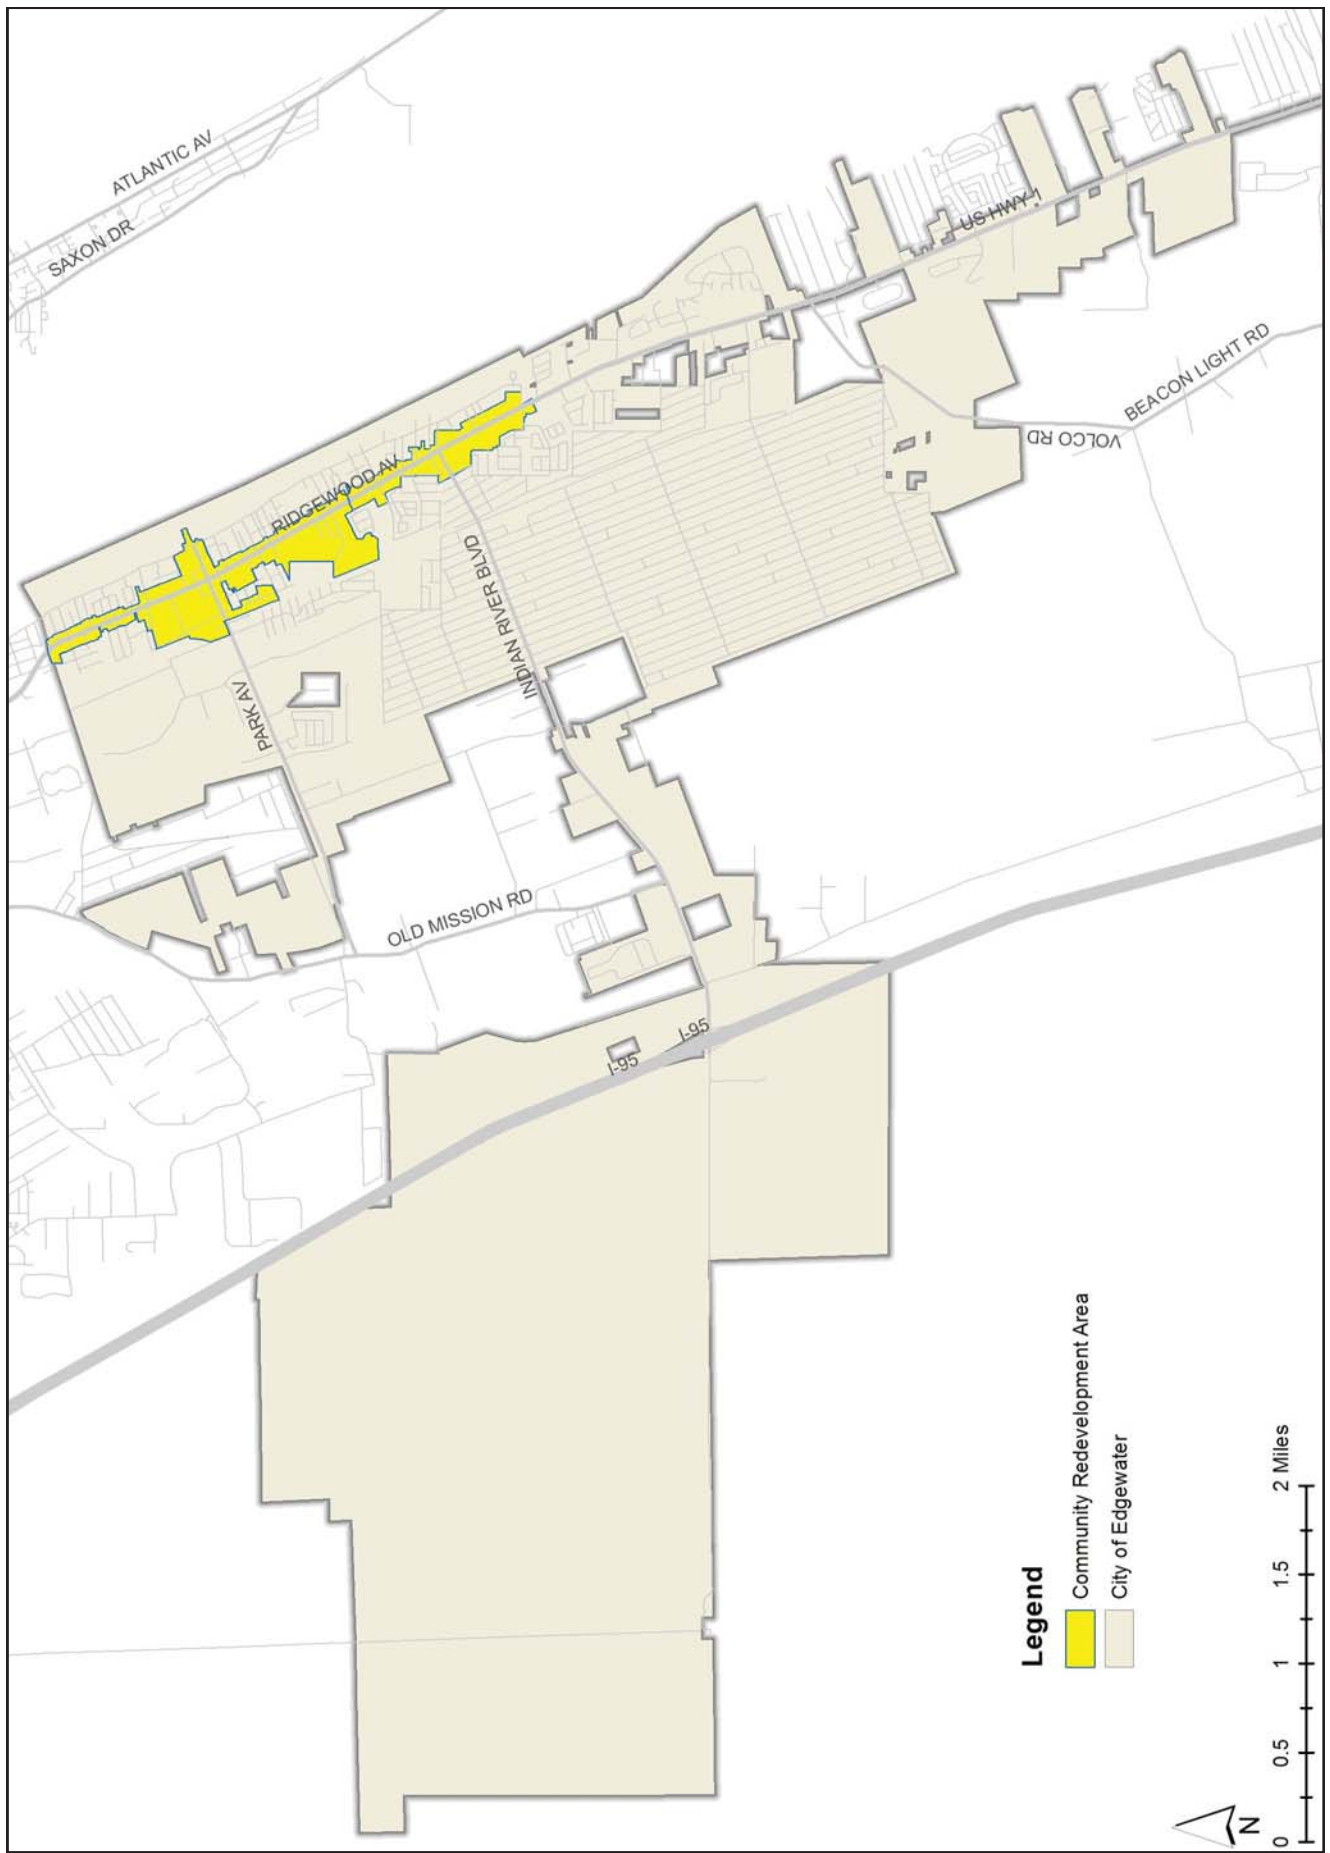 ATLANTIC AV
SAXON DR
US HWY 1
RIDGEWOOD AV
BEACON LIGHT RD
VOLCO RD
INDIAN RIVER BLVD
PARK AV
OLD MISSION RD
I-95
I-95
Legend
Community Redevelopment Area
City of Edgewater
0 0.5 1 1.5 2 Miles
N